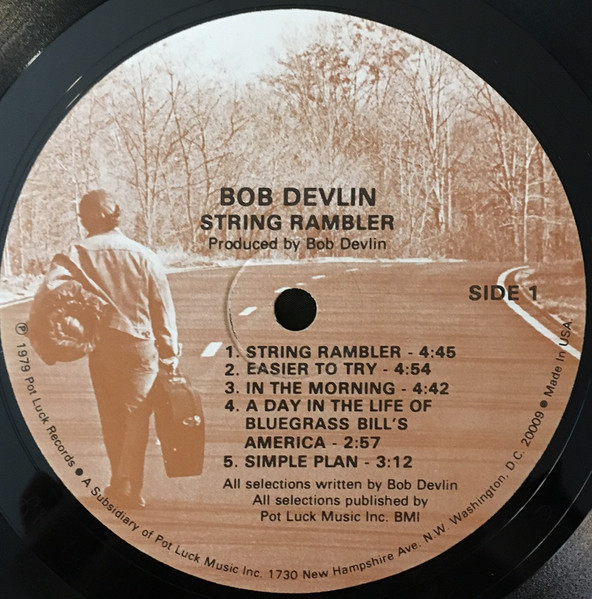 BOB DEVLIN
STRING RAMBLER
Produced by Bob Devlin
SIDE 1
1. STRING RAMBLER - 4:45
2. EASIER TO TRY - 4:54
3. IN THE MORNING - 4:42
4. A DAY IN THE LIFE OF
BLUEGRASS BILL'S
AMERICA - 2:57
5. SIMPLE PLAN - 3:12
All selections written by Bob Devlin
All selections published by
Pot Luck Music Inc. BMI
℗ 1979 Pot Luck Records ● A Subsidiary of Pot Luck Music Inc. 1730 New Hampshire Ave. N.W. Washington, D.C. 20009 ● Made in USA